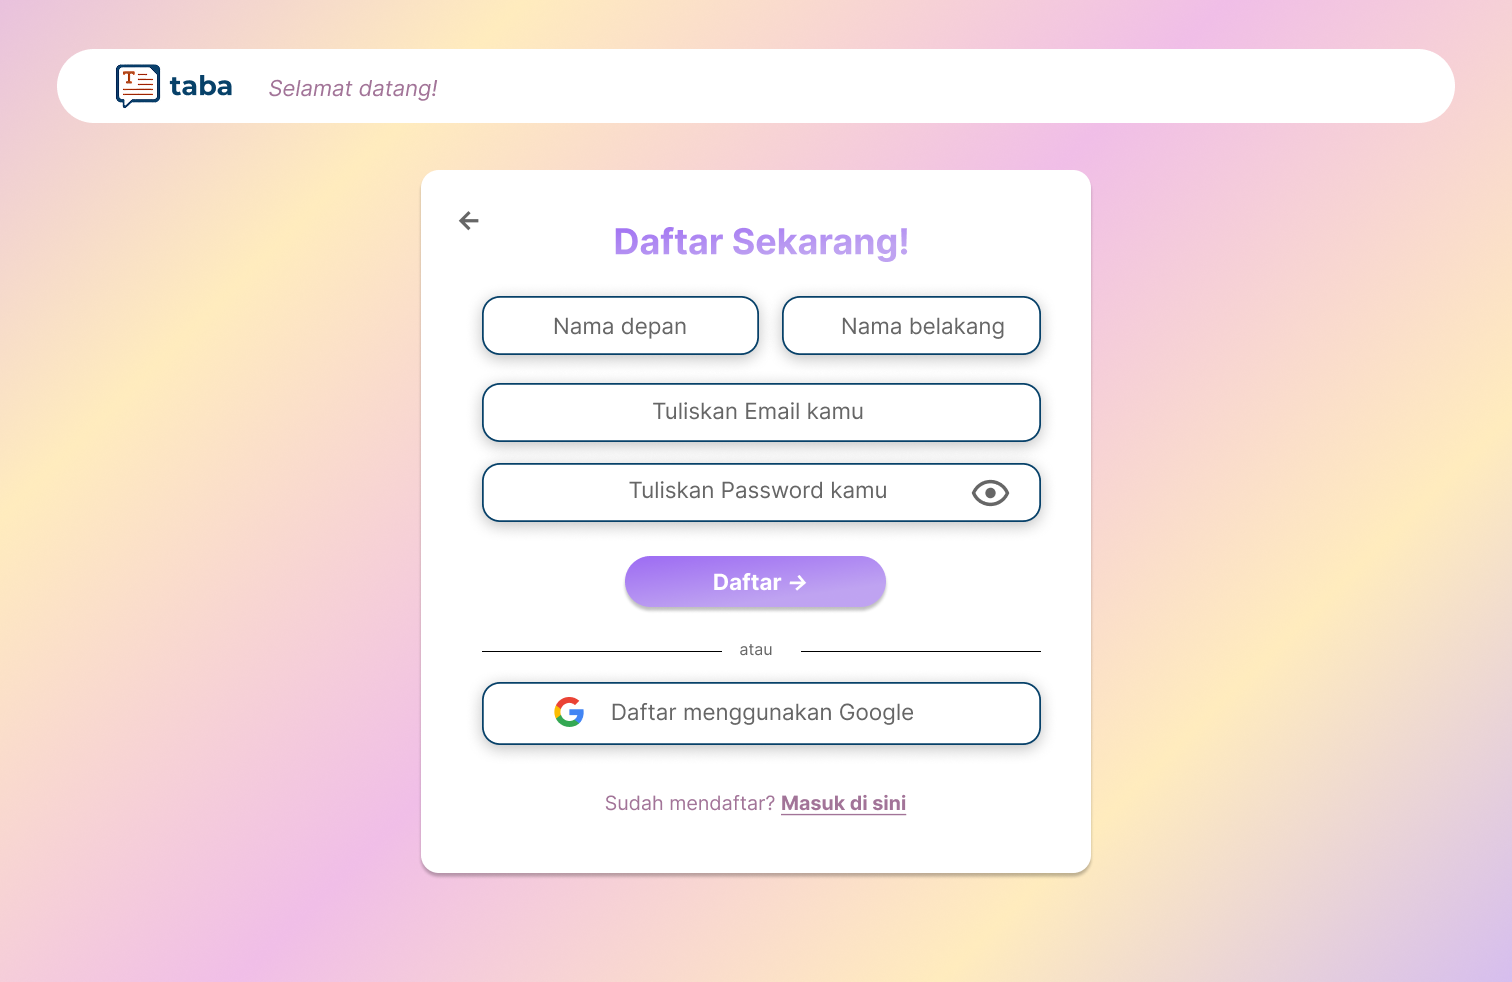 taba
Selamat datang!
Daftar Sekarang!
Nama depan
Nama belakang
Tuliskan Email kamu
Tuliskan Password kamu
Daftar →
atau
Daftar menggunakan Google
Sudah mendaftar? Masuk di sini